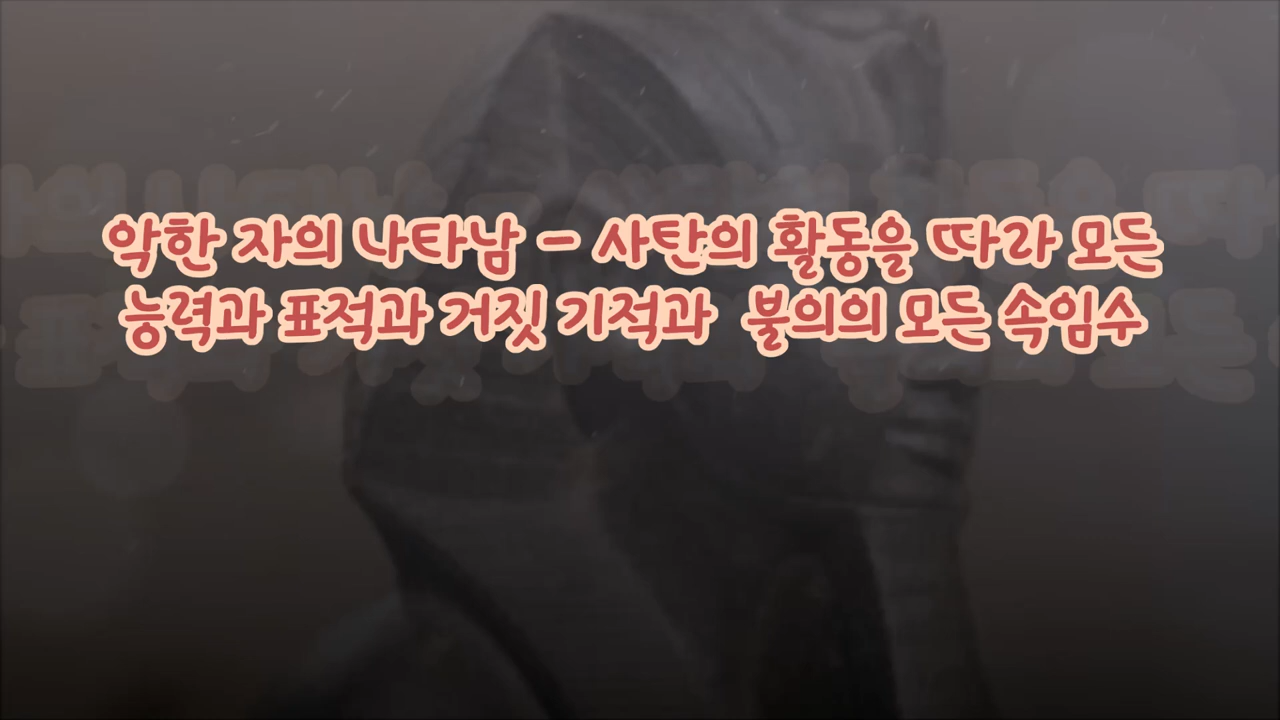 악한 자의 나타남 - 사탄의 활동을 따라 모든
능력과 표적과 거짓 기적과 불의의 모든 속임수